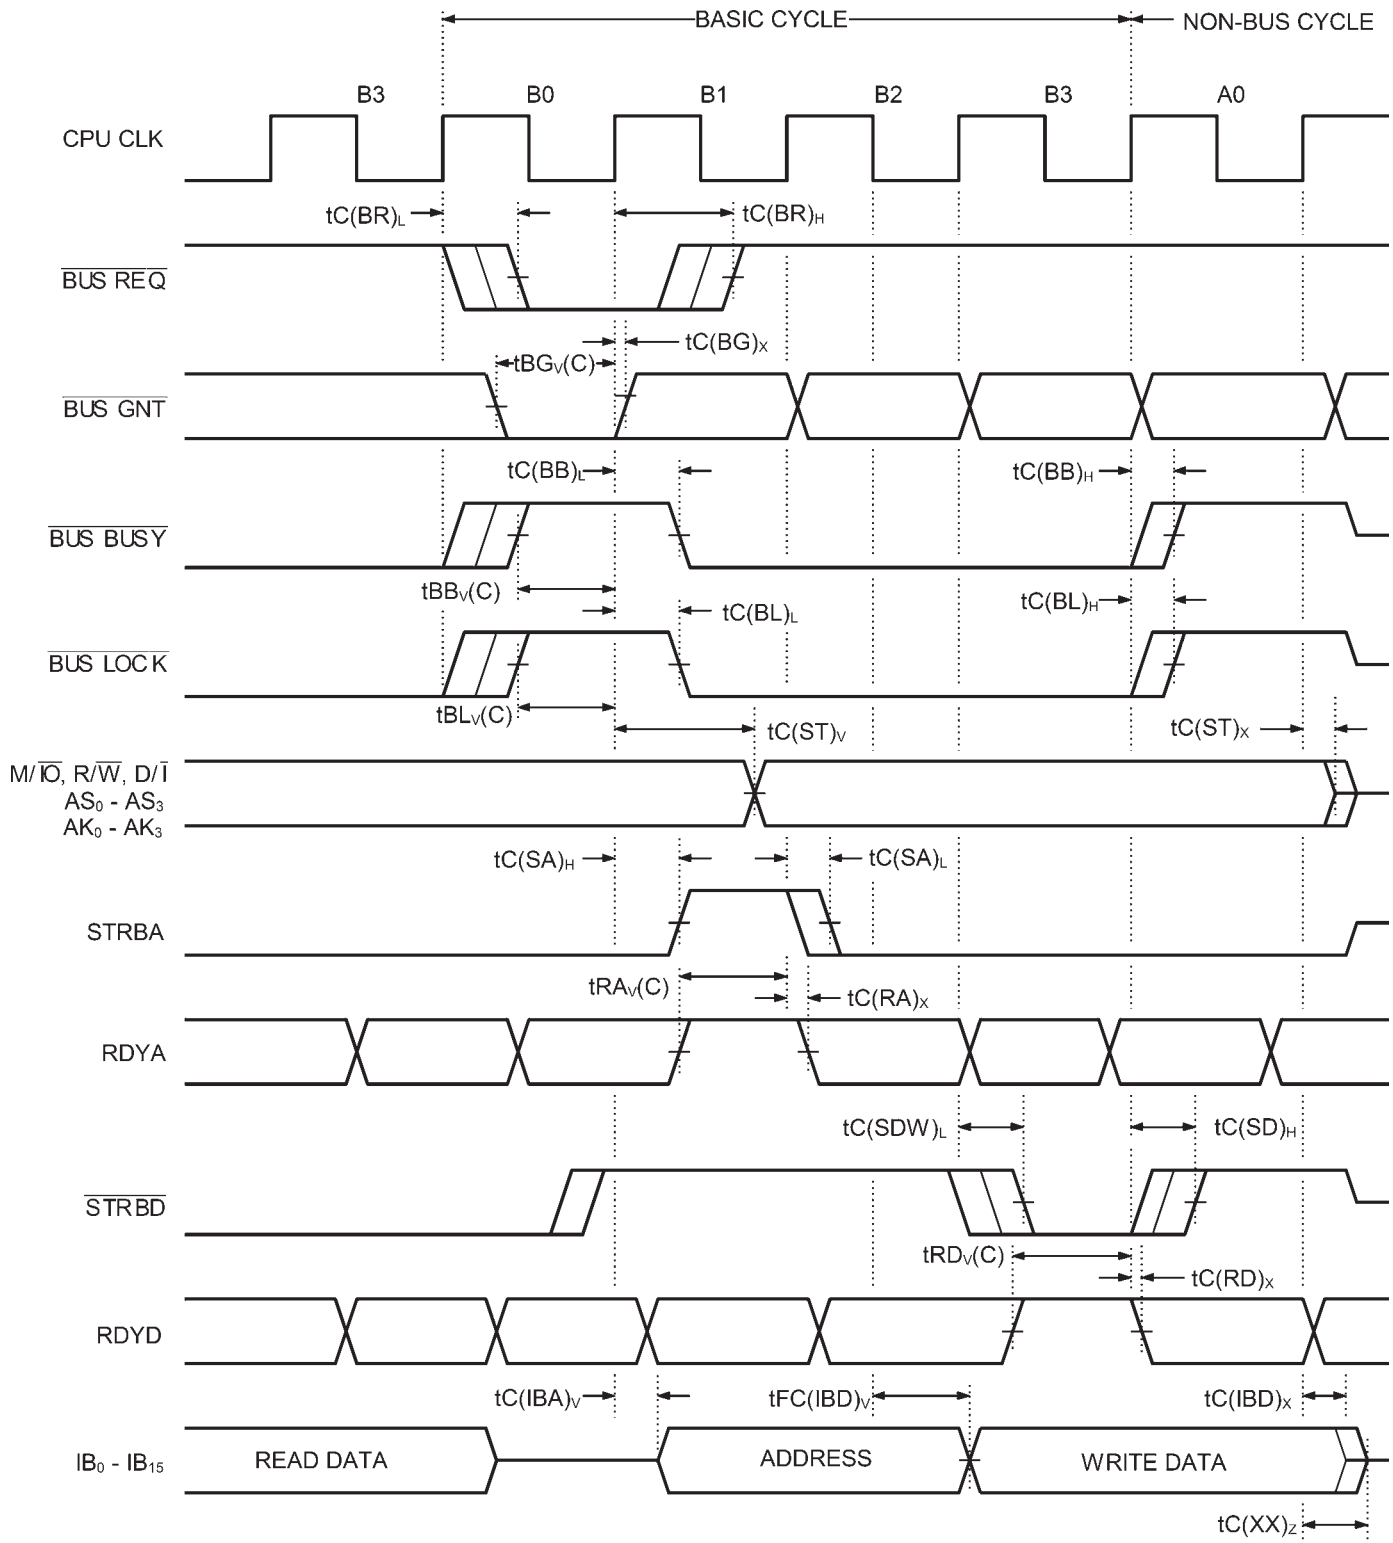 BASIC CYCLE NON-BUS CYCLE
B3 B0 B1 B2 B3 A0
CPU CLK
tC(BR)L tC(BR)H
BUS REQ
tC(BG)X
tBGV(C)
BUS GNT
tC(BB)L tC(BB)H
BUS BUSY
tBBV(C)
tC(BL)L tC(BL)H
BUS LOCK
tBLV(C)
tC(ST)V tC(ST)X
M/IO, R/W, D/I
AS0 - AS3
AK0 - AK3
tC(SA)H tC(SA)L
STRBA
tRAV(C)
tC(RA)X
RDYA
tC(SDW)L tC(SD)H
STRBD
tRDV(C)
tC(RD)X
RDYD
tC(IBA)V tFC(IBD)V tC(IBD)X
IB0 - IB15 READ DATA ADDRESS WRITE DATA
tC(XX)Z